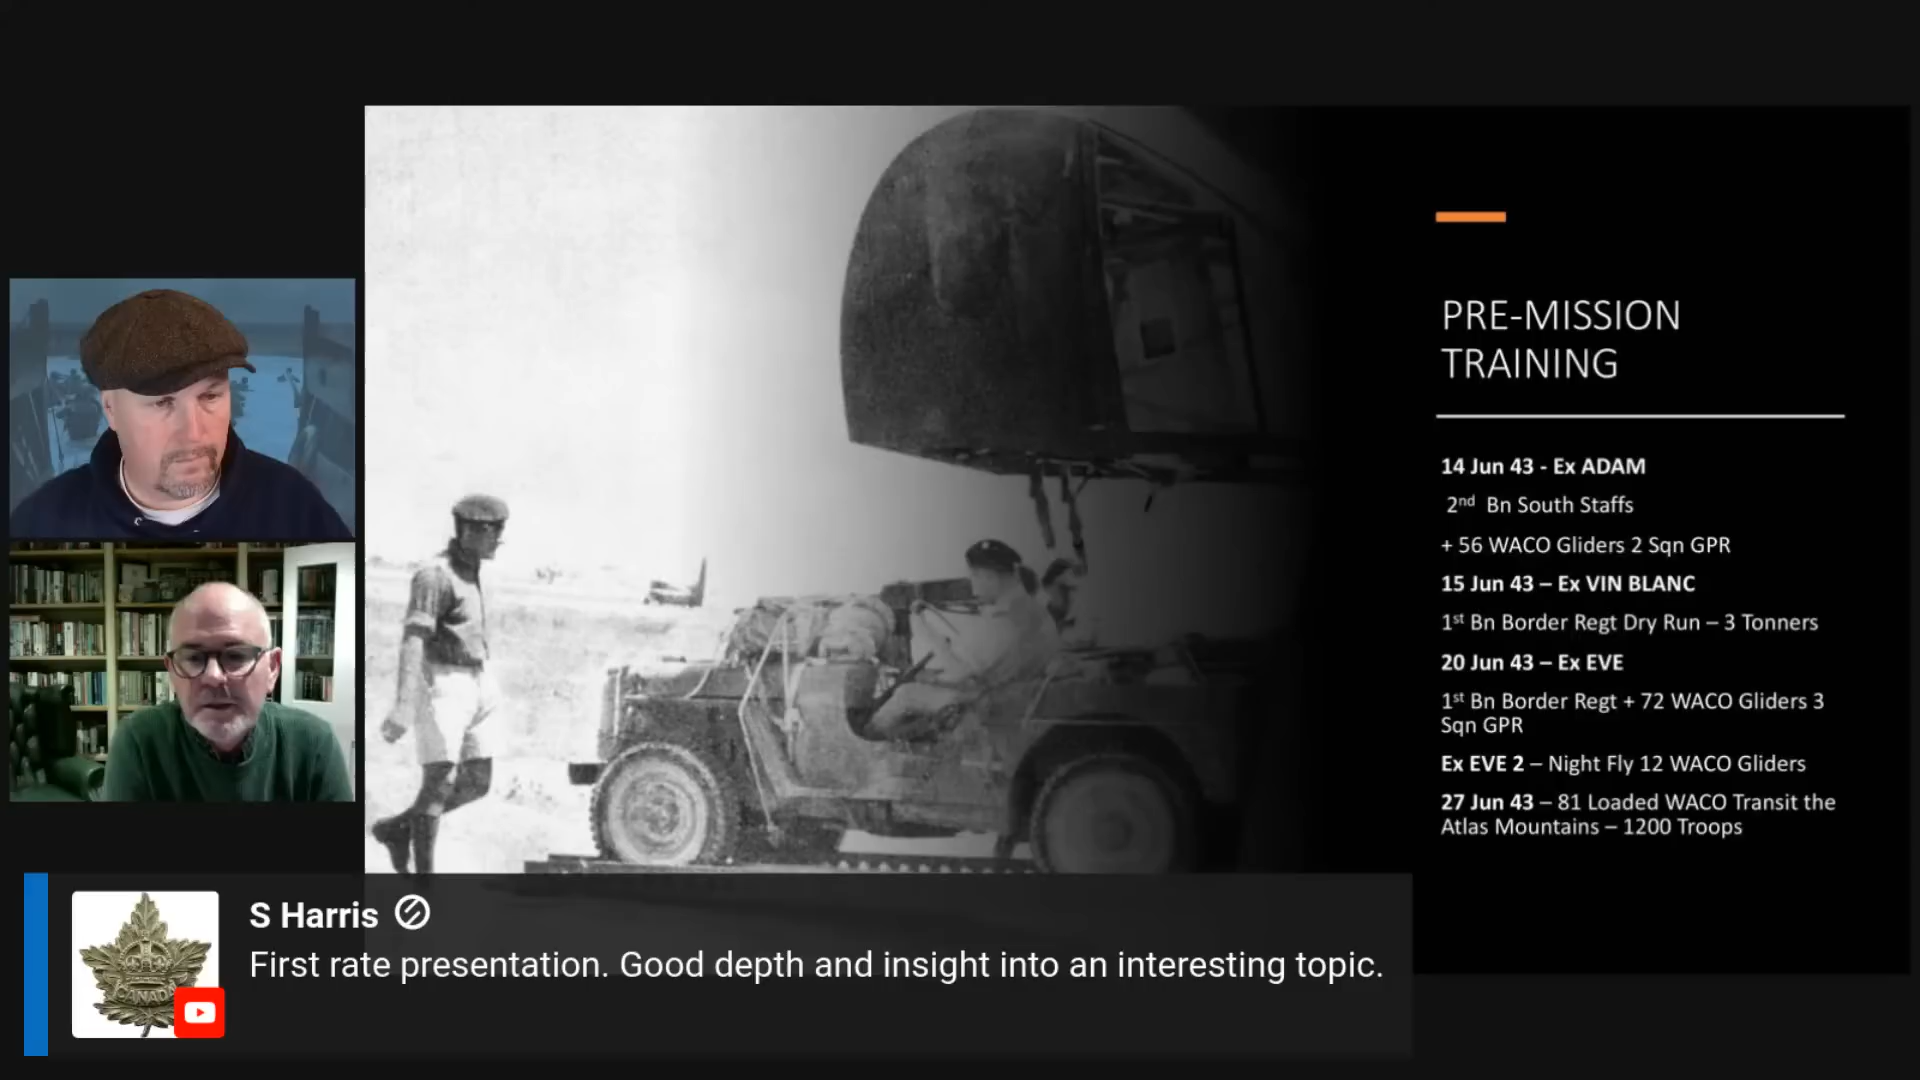 PRE-MISSION
TRAINING
14 Jun 43 - Ex ADAM
2nd Bn South Staffs
+ 56 WACO Gliders 2 Sqn GPR
15 Jun 43 – Ex VIN BLANC
1st Bn Border Regt Dry Run – 3 Tonners
20 Jun 43 – Ex EVE
1st Bn Border Regt + 72 WACO Gliders 3
Sqn GPR
Ex EVE 2 – Night Fly 12 WACO Gliders
27 Jun 43 – 81 Loaded WACO Transit the
Atlas Mountains – 1200 Troops
S Harris
First rate presentation. Good depth and insight into an interesting topic.
CANADA